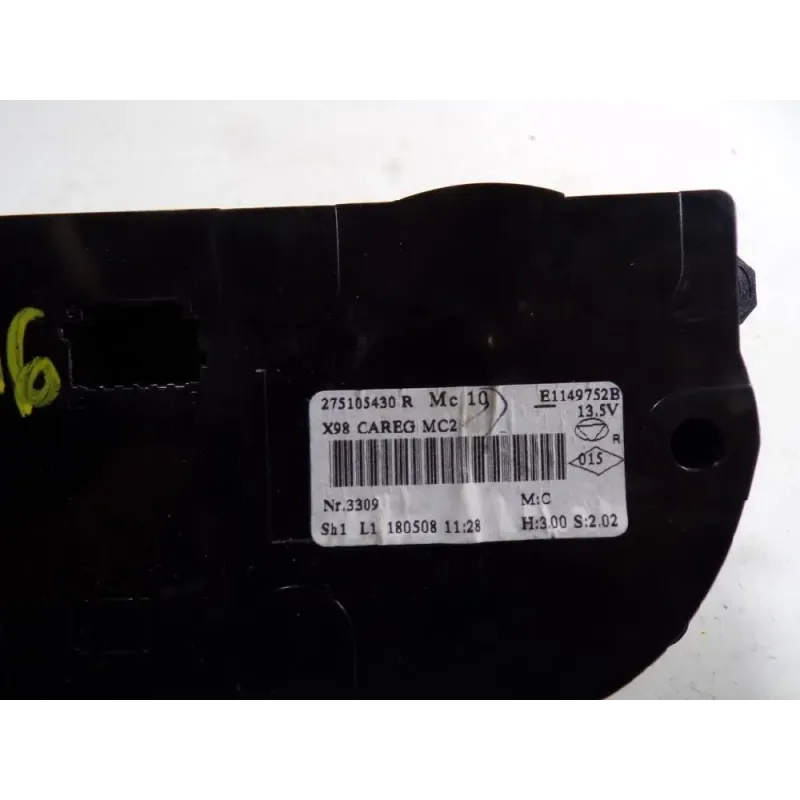 275105430 R Mc 10 E1149752B
13.5V
X98 CAREG MC2
R
015
Nr.3309 M:C
Sh1 L1 180508 11:28 H:3.00 S:2.02